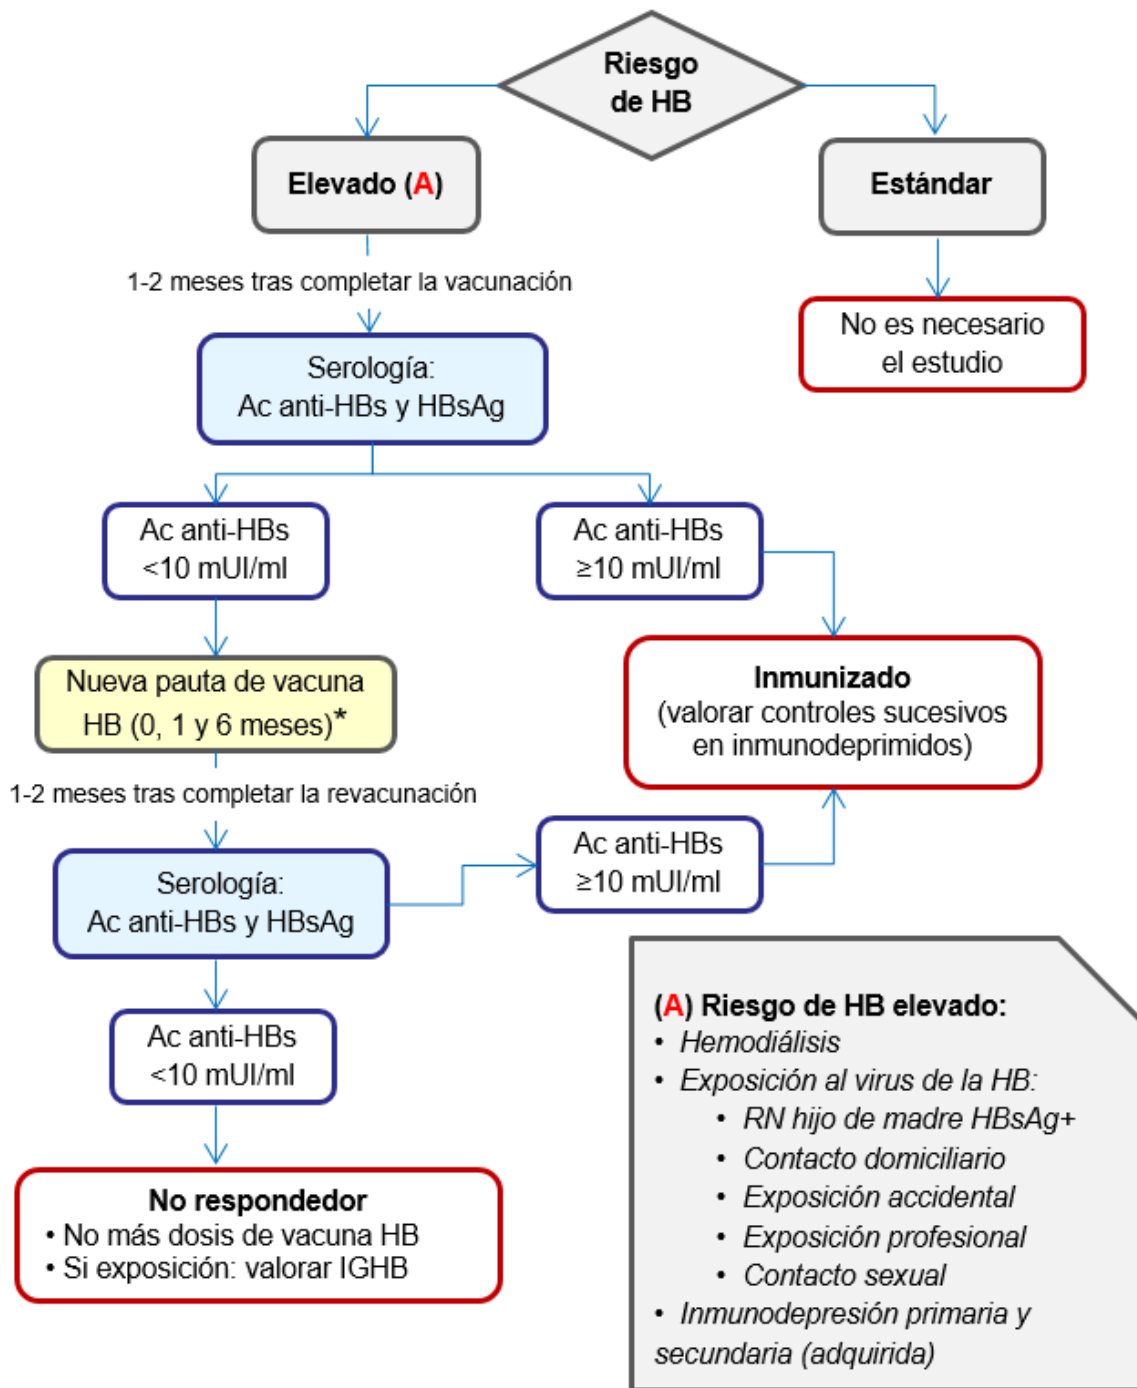 Riesgo
de HB
Elevado (A)
Estándar
1-2 meses tras completar la vacunación
No es necesario
el estudio
Serología:
Ac anti-HBs y HBsAg
Ac anti-HBs
<10 mUI/ml
Ac anti-HBs
≥10 mUI/ml
Nueva pauta de vacuna
HB (0, 1 y 6 meses)*
Inmunizado
(valorar controles sucesivos
en inmunodeprimidos)
1-2 meses tras completar la revacunación
Serología:
Ac anti-HBs y HBsAg
Ac anti-HBs
≥10 mUI/ml
Ac anti-HBs
<10 mUI/ml
No respondedor
• No más dosis de vacuna HB
• Si exposición: valorar IGHB
(A) Riesgo de HB elevado:
• Hemodiálisis
• Exposición al virus de la HB:
• RN hijo de madre HBsAg+
• Contacto domiciliario
• Exposición accidental
• Exposición profesional
• Contacto sexual
• Inmunodepresión primaria y
secundaria (adquirida)